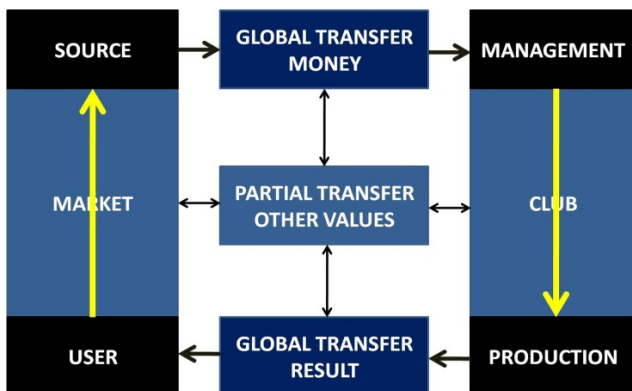 SOURCE
GLOBAL TRANSFER
MONEY
MANAGEMENT
MARKET
PARTIAL TRANSFER
OTHER VALUES
CLUB
USER
GLOBAL TRANSFER
RESULT
PRODUCTION